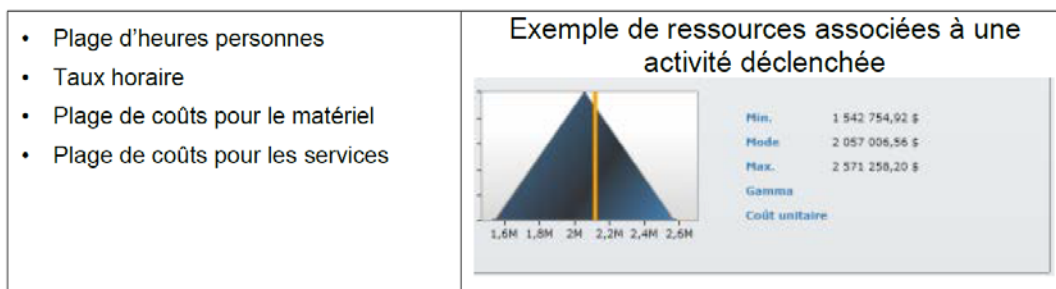 • Plage d'heures personnes
• Taux horaire
• Plage de coûts pour le matériel
• Plage de coûts pour les services
Exemple de ressources associées à une
activité déclenchée
Min. 1 542 754,92 $
Mode 2 057 006,56 $
Max. 2 571 258,20 $
Gamma
Coût unitaire
1,6M 1,8M 2M 2,2M 2,4M 2,6M